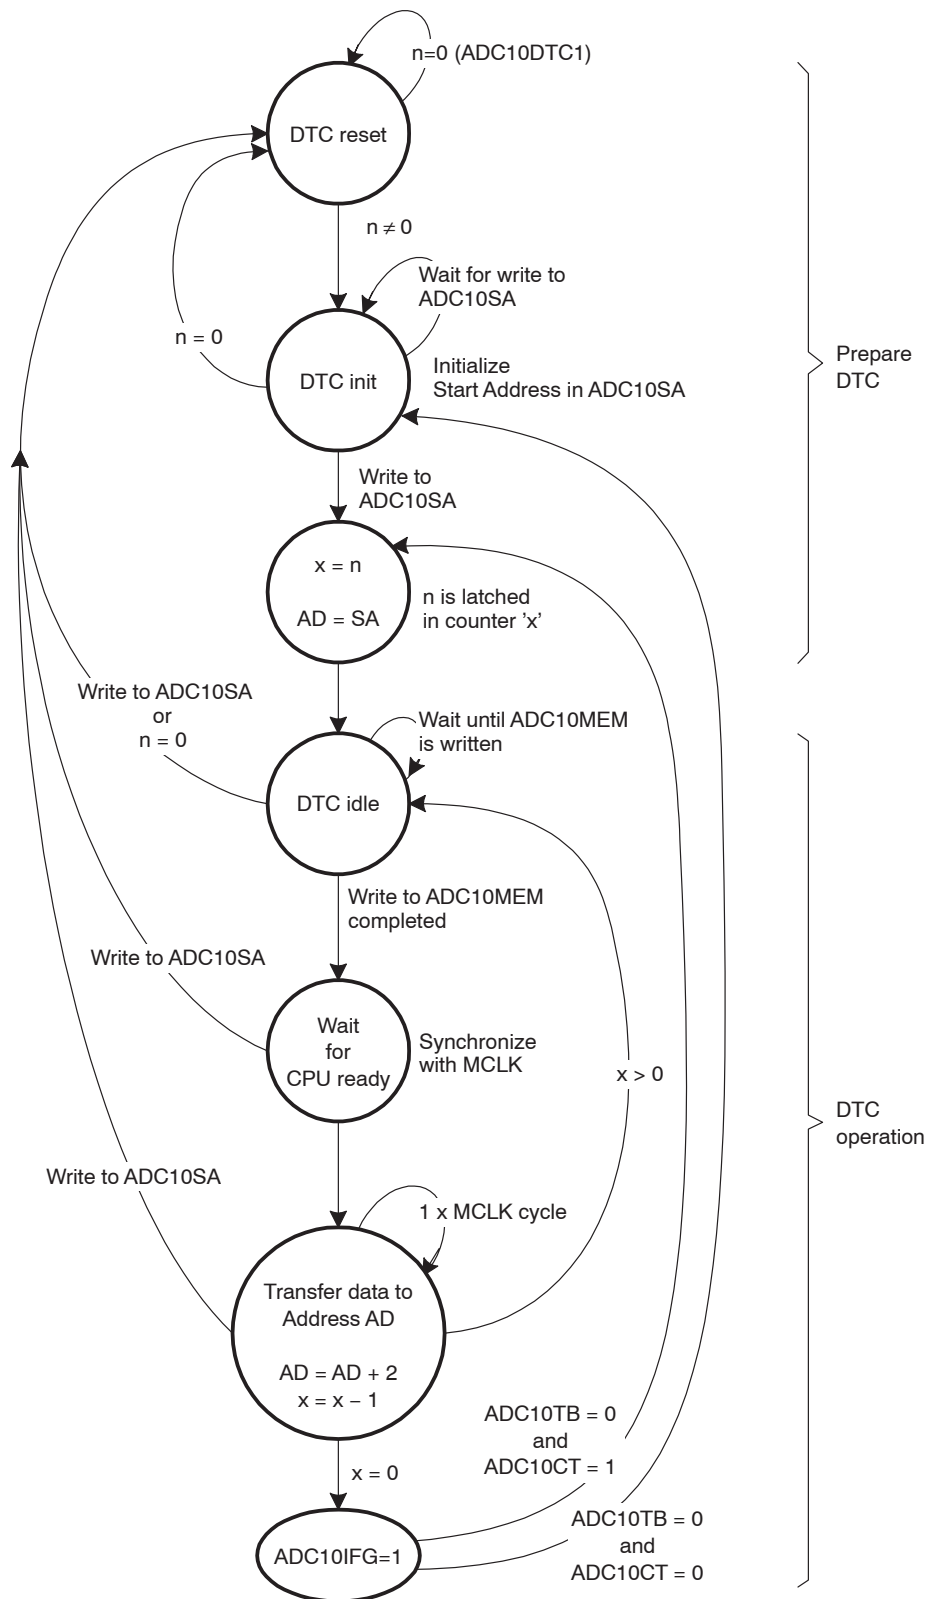 n=0 (ADC10DTC1)
DTC reset
n ≠ 0
Wait for write to
ADC10SA
n = 0
DTC init
Initialize
Start Address in ADC10SA
Prepare
DTC
Write to
ADC10SA
x = n
AD = SA
n is latched
in counter ’x’
Write to ADC10SA
or
n = 0
Wait until ADC10MEM
is written
DTC idle
Write to ADC10MEM
completed
Write to ADC10SA
Wait
for
CPU ready
Synchronize
with MCLK
x > 0
DTC
operation
Write to ADC10SA
1 x MCLK cycle
Transfer data to
Address AD
AD = AD + 2
x = x − 1
ADC10TB = 0
and
ADC10CT = 1
x = 0
ADC10IFG=1
ADC10TB = 0
and
ADC10CT = 0